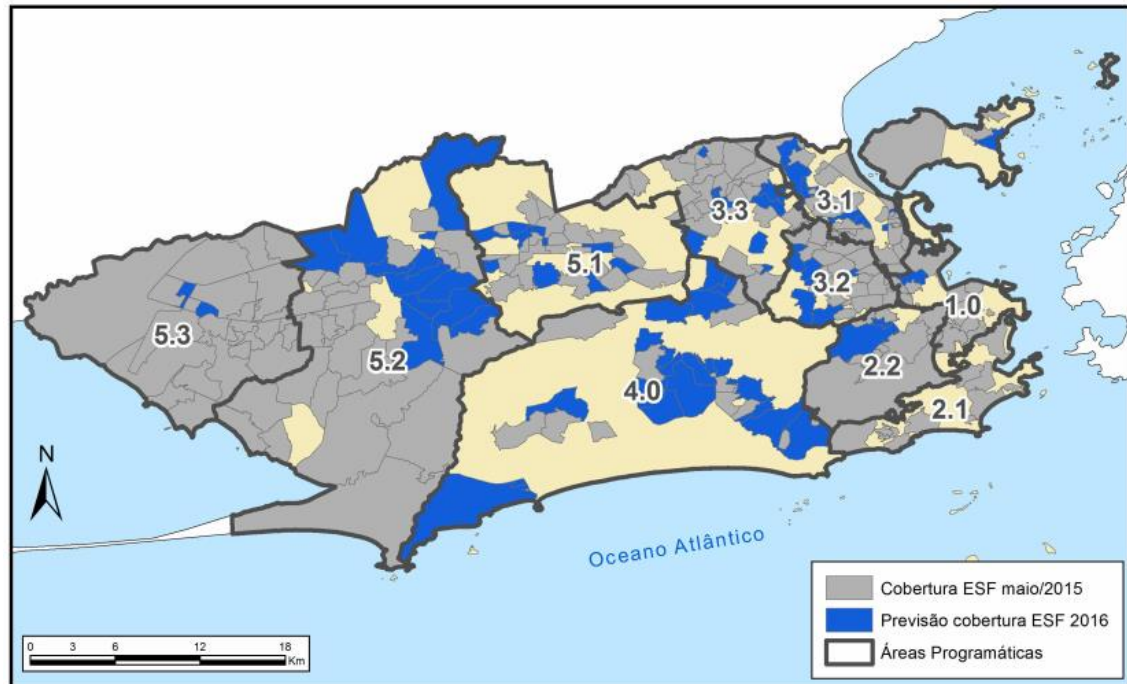 3.1
3.3
5.1
3.2
1.0
5.3
5.2
2.2
4.0
2.1
N
Oceano Atlântico
Cobertura ESF maio/2015
Previsão cobertura ESF 2016
Áreas Programáticas
0 3 6 12 18
Km